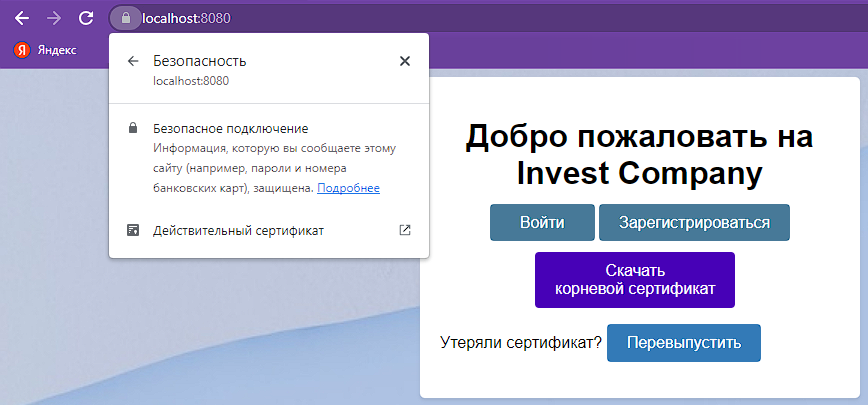 localhost:8080
Я Яндекс
Безопасность
localhost:8080
Безопасное подключение
Информация, которую вы сообщаете этому
сайту (например, пароли и номера
банковских карт), защищена. Подробнее
Действительный сертификат
Добро пожаловать на
Invest Company
Войти Зарегистрироваться
Скачать
корневой сертификат
Утеряли сертификат? Перевыпустить